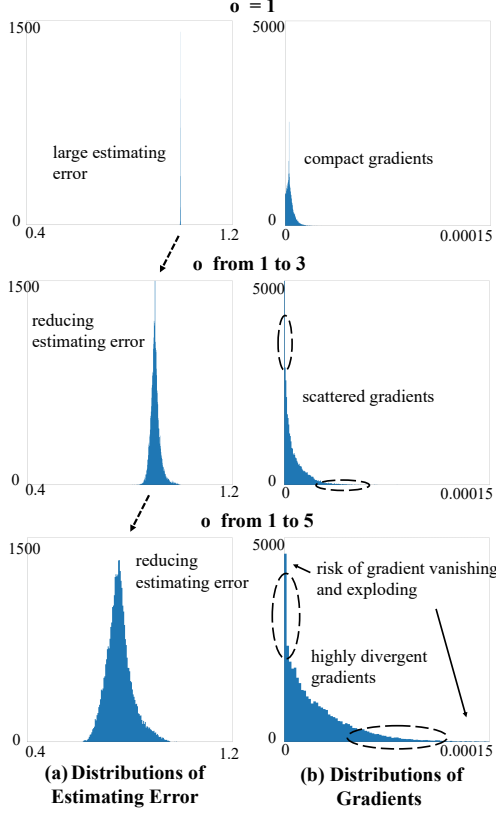 o = 1
1500
large estimating
error
0
0.4
1.2
5000
compact gradients
0
0
0.00015
o from 1 to 3
1500
reducing
estimating error
0
0.4
1.2
5000
scattered gradients
0
0
0.00015
o from 1 to 5
1500
reducing
estimating error
0
0.4
1.2
5000
risk of gradient vanishing
and exploding
highly divergent
gradients
0
0
0.00015
(a) Distributions of
Estimating Error
(b) Distributions of
Gradients